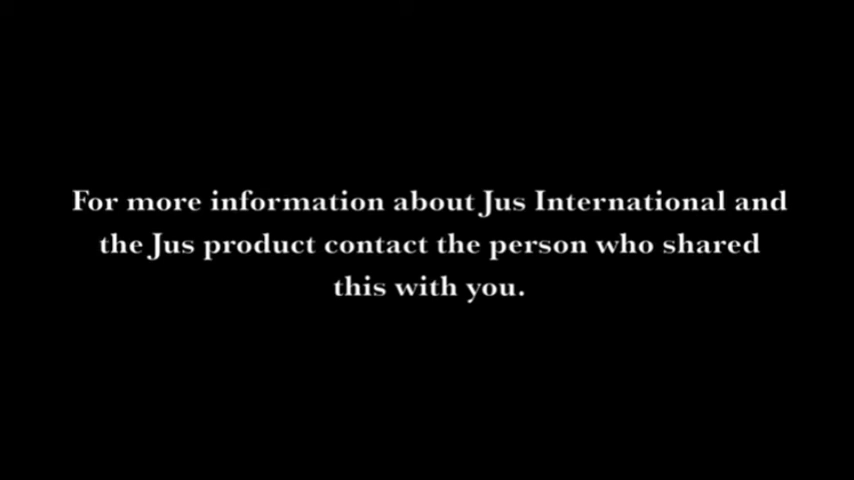 For more information about Jus International and
the Jus product contact the person who shared
this with you.